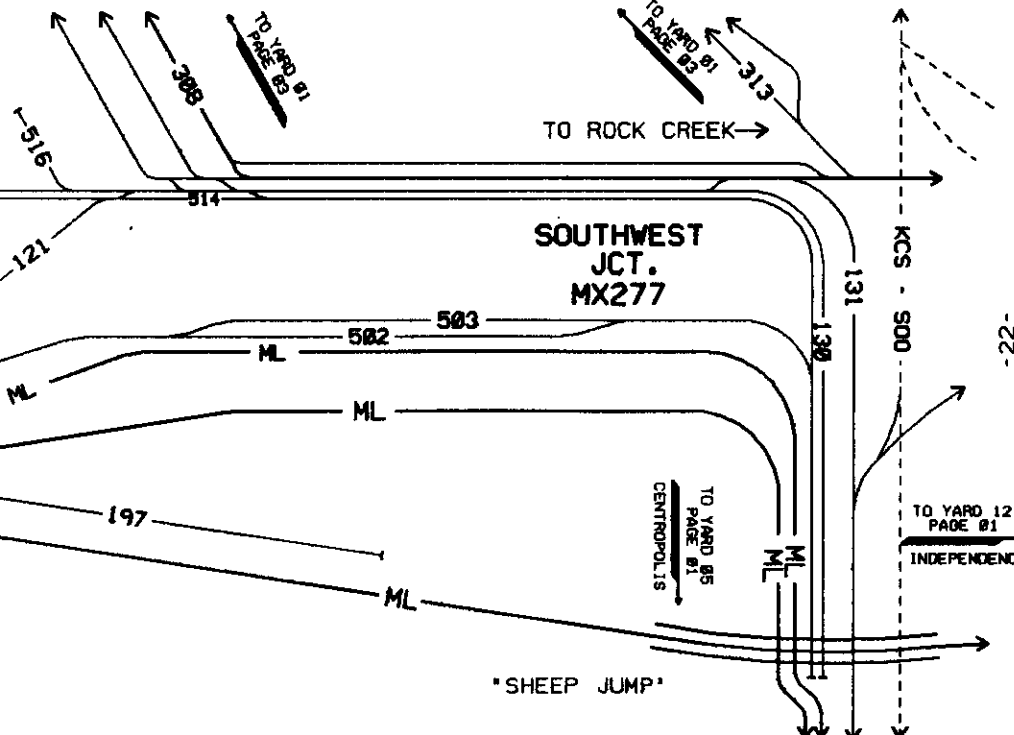 TO YARD 01
PAGE 03
308
TO YARD 01
PAGE 03
313
TO ROCK CREEK
516
514
121
SOUTHWEST
JCT.
MX277
KCS - SOO
131
130
-22-
503
502
ML
ML
ML
197
TO YARD 05
PAGE 01
CENTROPOLIS
ML
ML
TO YARD 12
PAGE 01
INDEPENDENC
ML
"SHEEP JUMP"